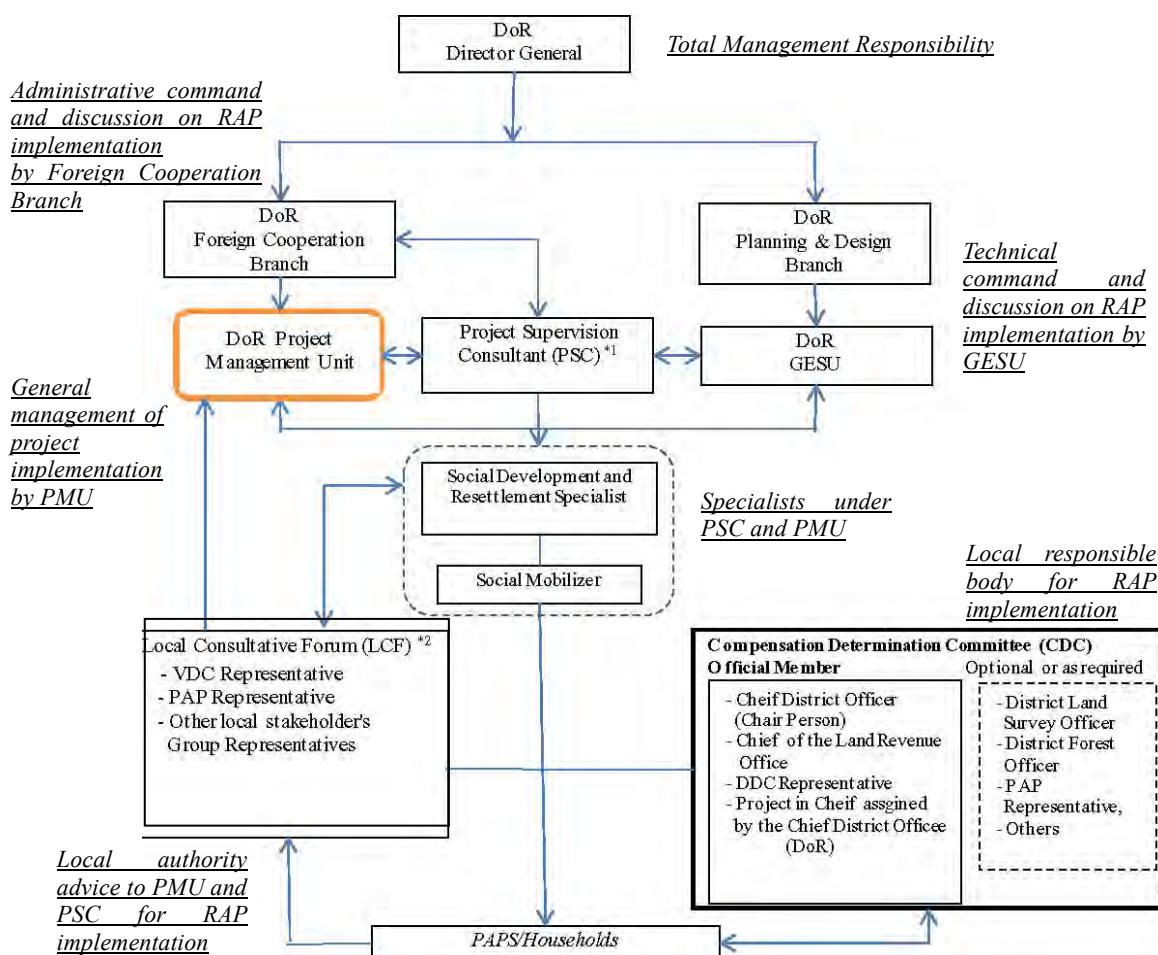 DoR
Director General
Total Management Responsibility
Administrative command
and discussion on RAP
implementation
by Foreign Cooperation
Branch
DoR
Foreign Cooperation
Branch
DoR
Planning & Design
Branch
Technical
command and
discussion on RAP
implementation by
GESU
DoR Project
Management Unit
Project Supervision
Consultant (PSC) *1
DoR
GESU
General
management of
project
implementation
by PMU
Social Development and
Resettlement Specialist
Social Mobilizer
Specialists under
PSC and PMU
Local responsible
body for RAP
implementation
Local Consultative Forum (LCF) *2
- VDC Representative
- PAP Representative
- Other local stakeholder's
Group Representatives
Compensation Determination Committee (CDC)
Official Member
Optional or as required
- Cheif District Officer
(Chair Person)
- Chief of the Land Revenue
Office
- DDC Representative
- Project in Cheif assgined
by the Chief District Officee
(DoR)
- District Land
Survey Officer
- District Forest
Officer
- PAP
Representative,
- Others
Local authority
advice to PMU and
PSC for RAP
implementation
PAPS/Households